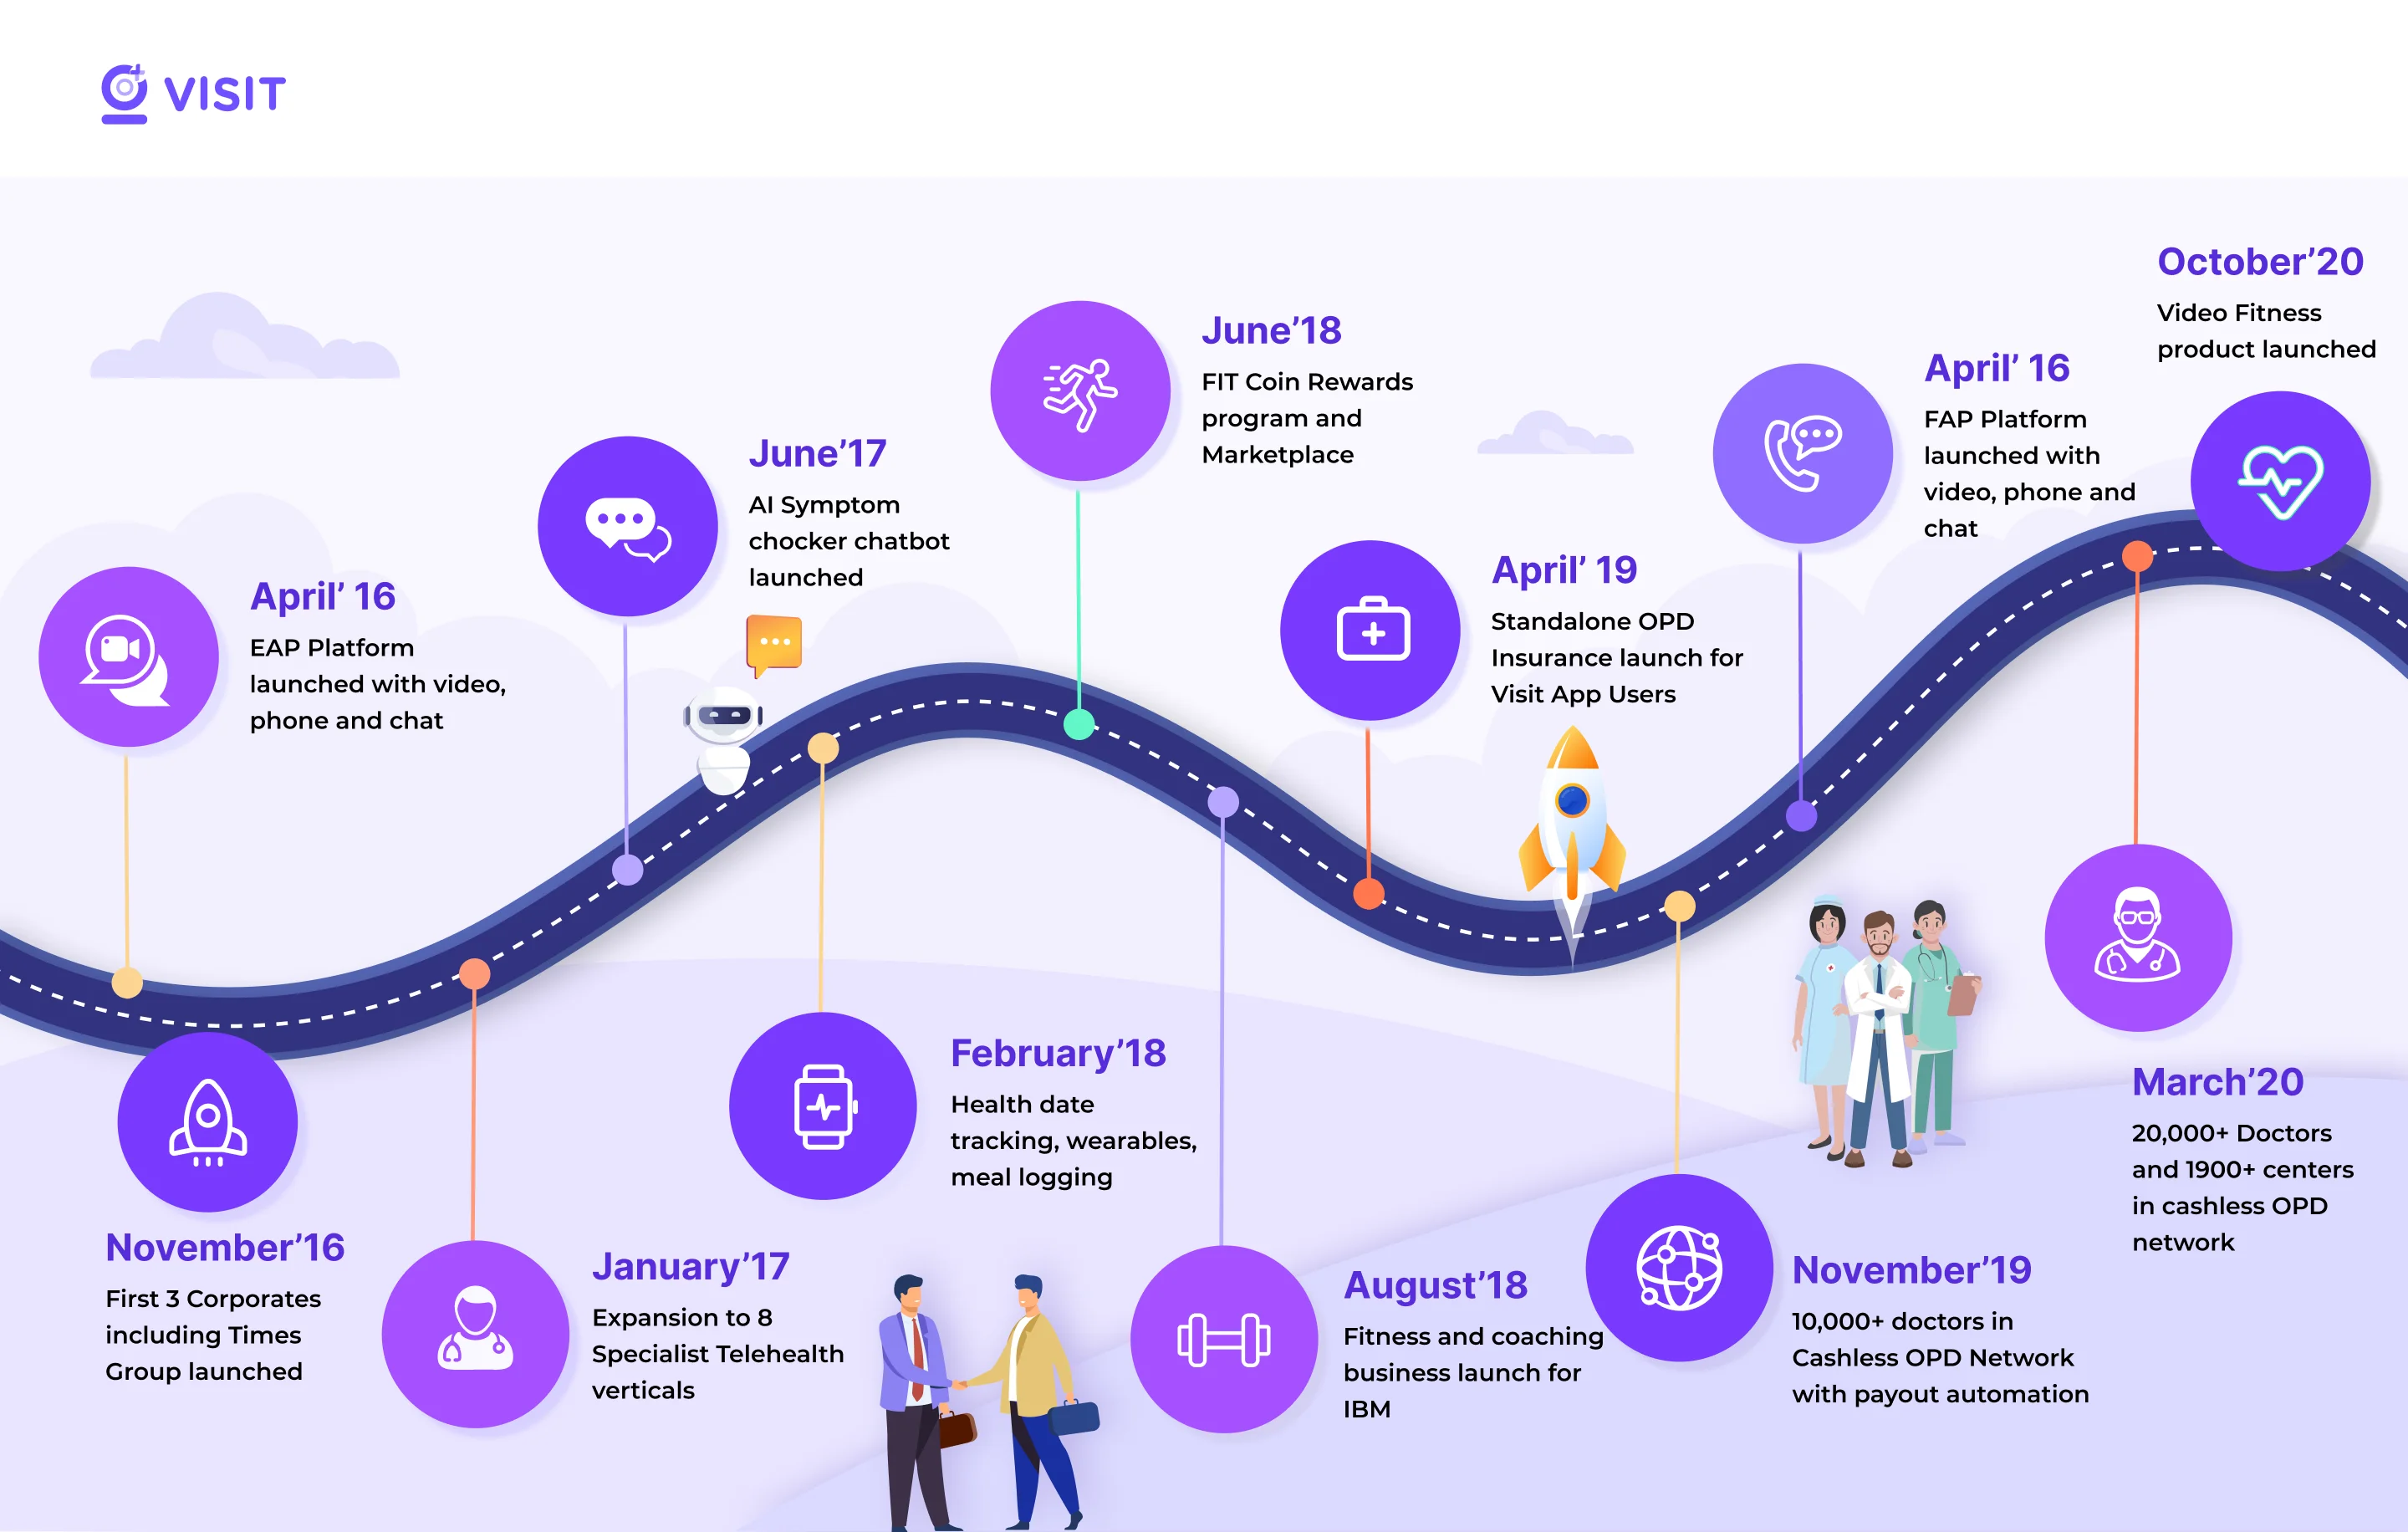 VISIT
April’ 16
EAP Platform
launched with video,
phone and chat
November’16
First 3 Corporates
including Times
Group launched
January’17
Expansion to 8
Specialist Telehealth
verticals
June’17
AI Symptom
chocker chatbot
launched
February’18
Health date
tracking, wearables,
meal logging
June’18
FIT Coin Rewards
program and
Marketplace
August’18
Fitness and coaching
business launch for
IBM
April’ 19
Standalone OPD
Insurance launch for
Visit App Users
November’19
10,000+ doctors in
Cashless OPD Network
with payout automation
April’ 16
FAP Platform
launched with
video, phone and
chat
March’20
20,000+ Doctors
and 1900+ centers
in cashless OPD
network
October’20
Video Fitness
product launched